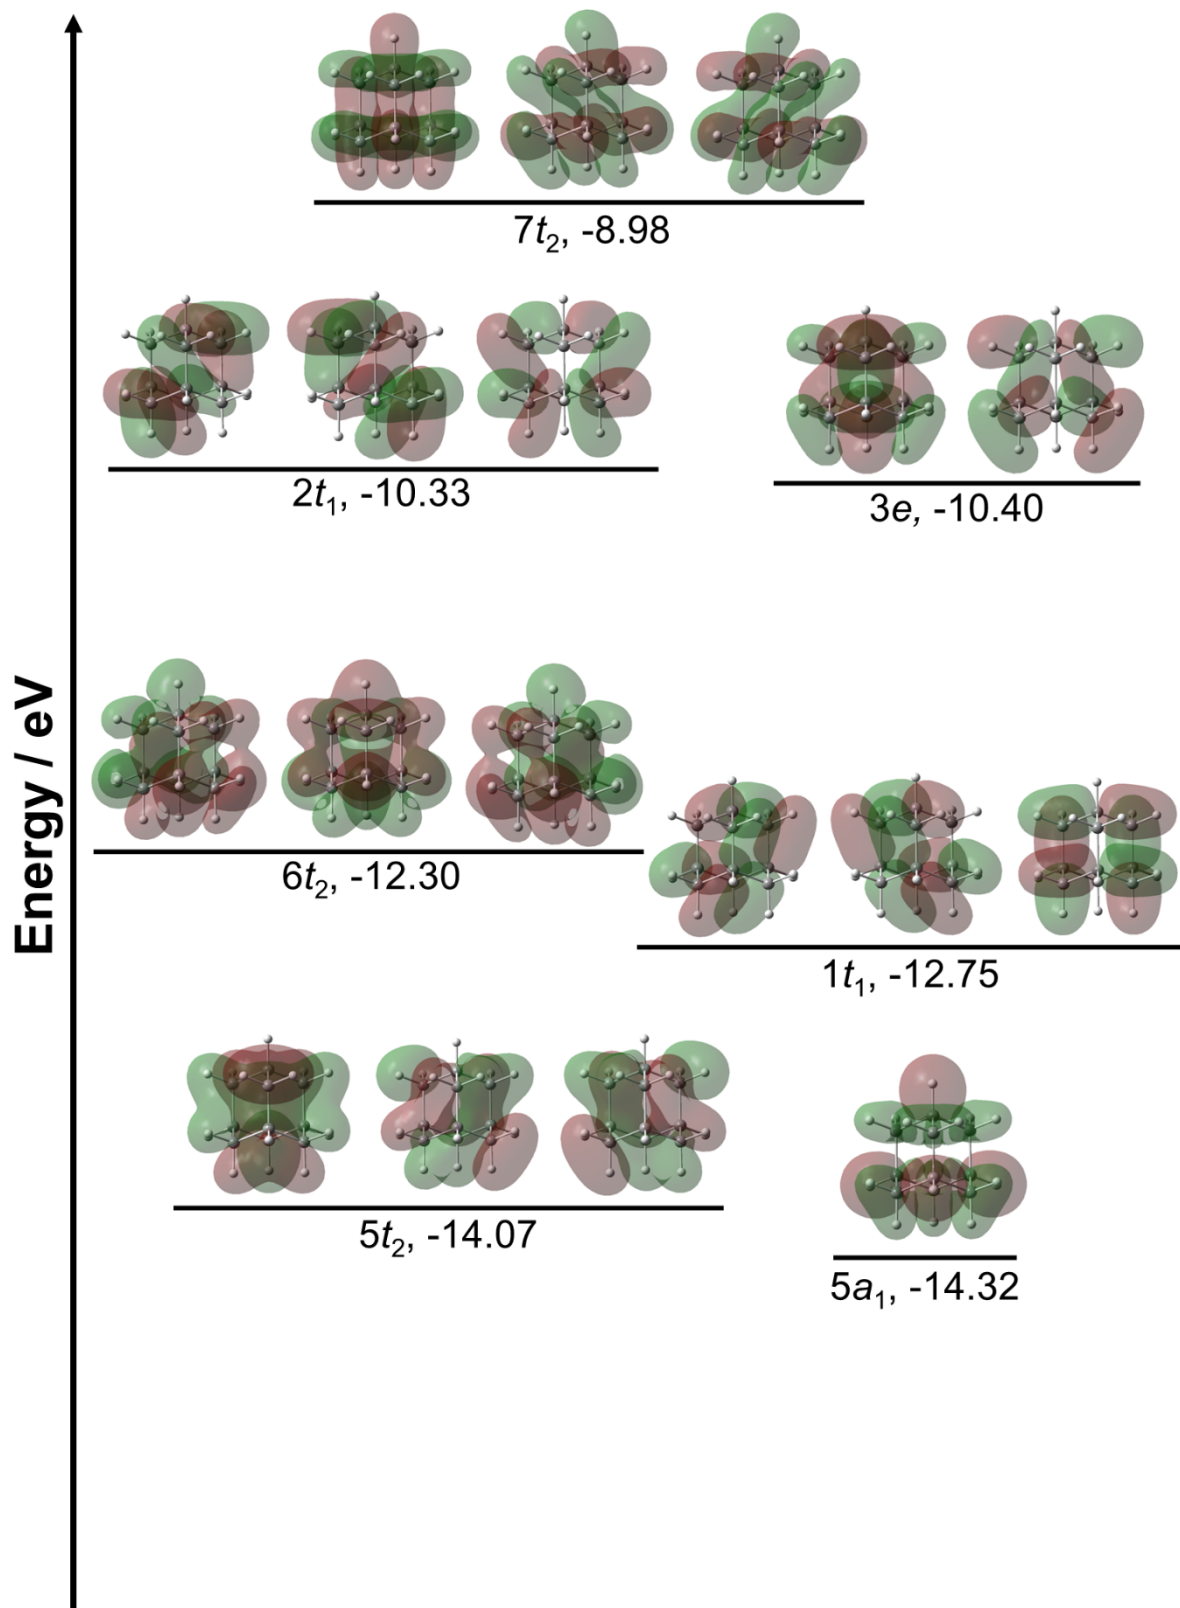 Energy / eV
7t₂, -8.98
2t₁, -10.33
3e, -10.40
6t₂, -12.30
1t₁, -12.75
5t₂, -14.07
5a₁, -14.32